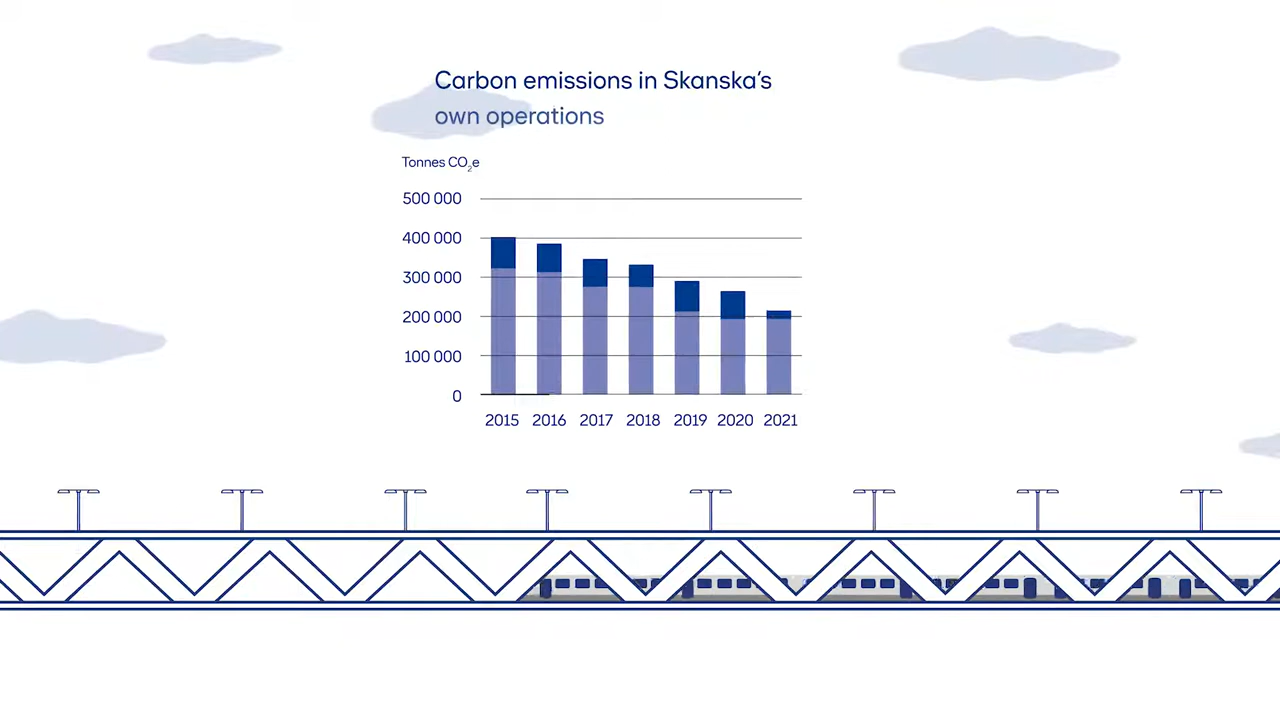 Carbon emissions in Skanska's
own operations
Tonnes CO₂e
500 000
400 000
300 000
200 000
100 000
0
2015 2016 2017 2018 2019 2020 2021